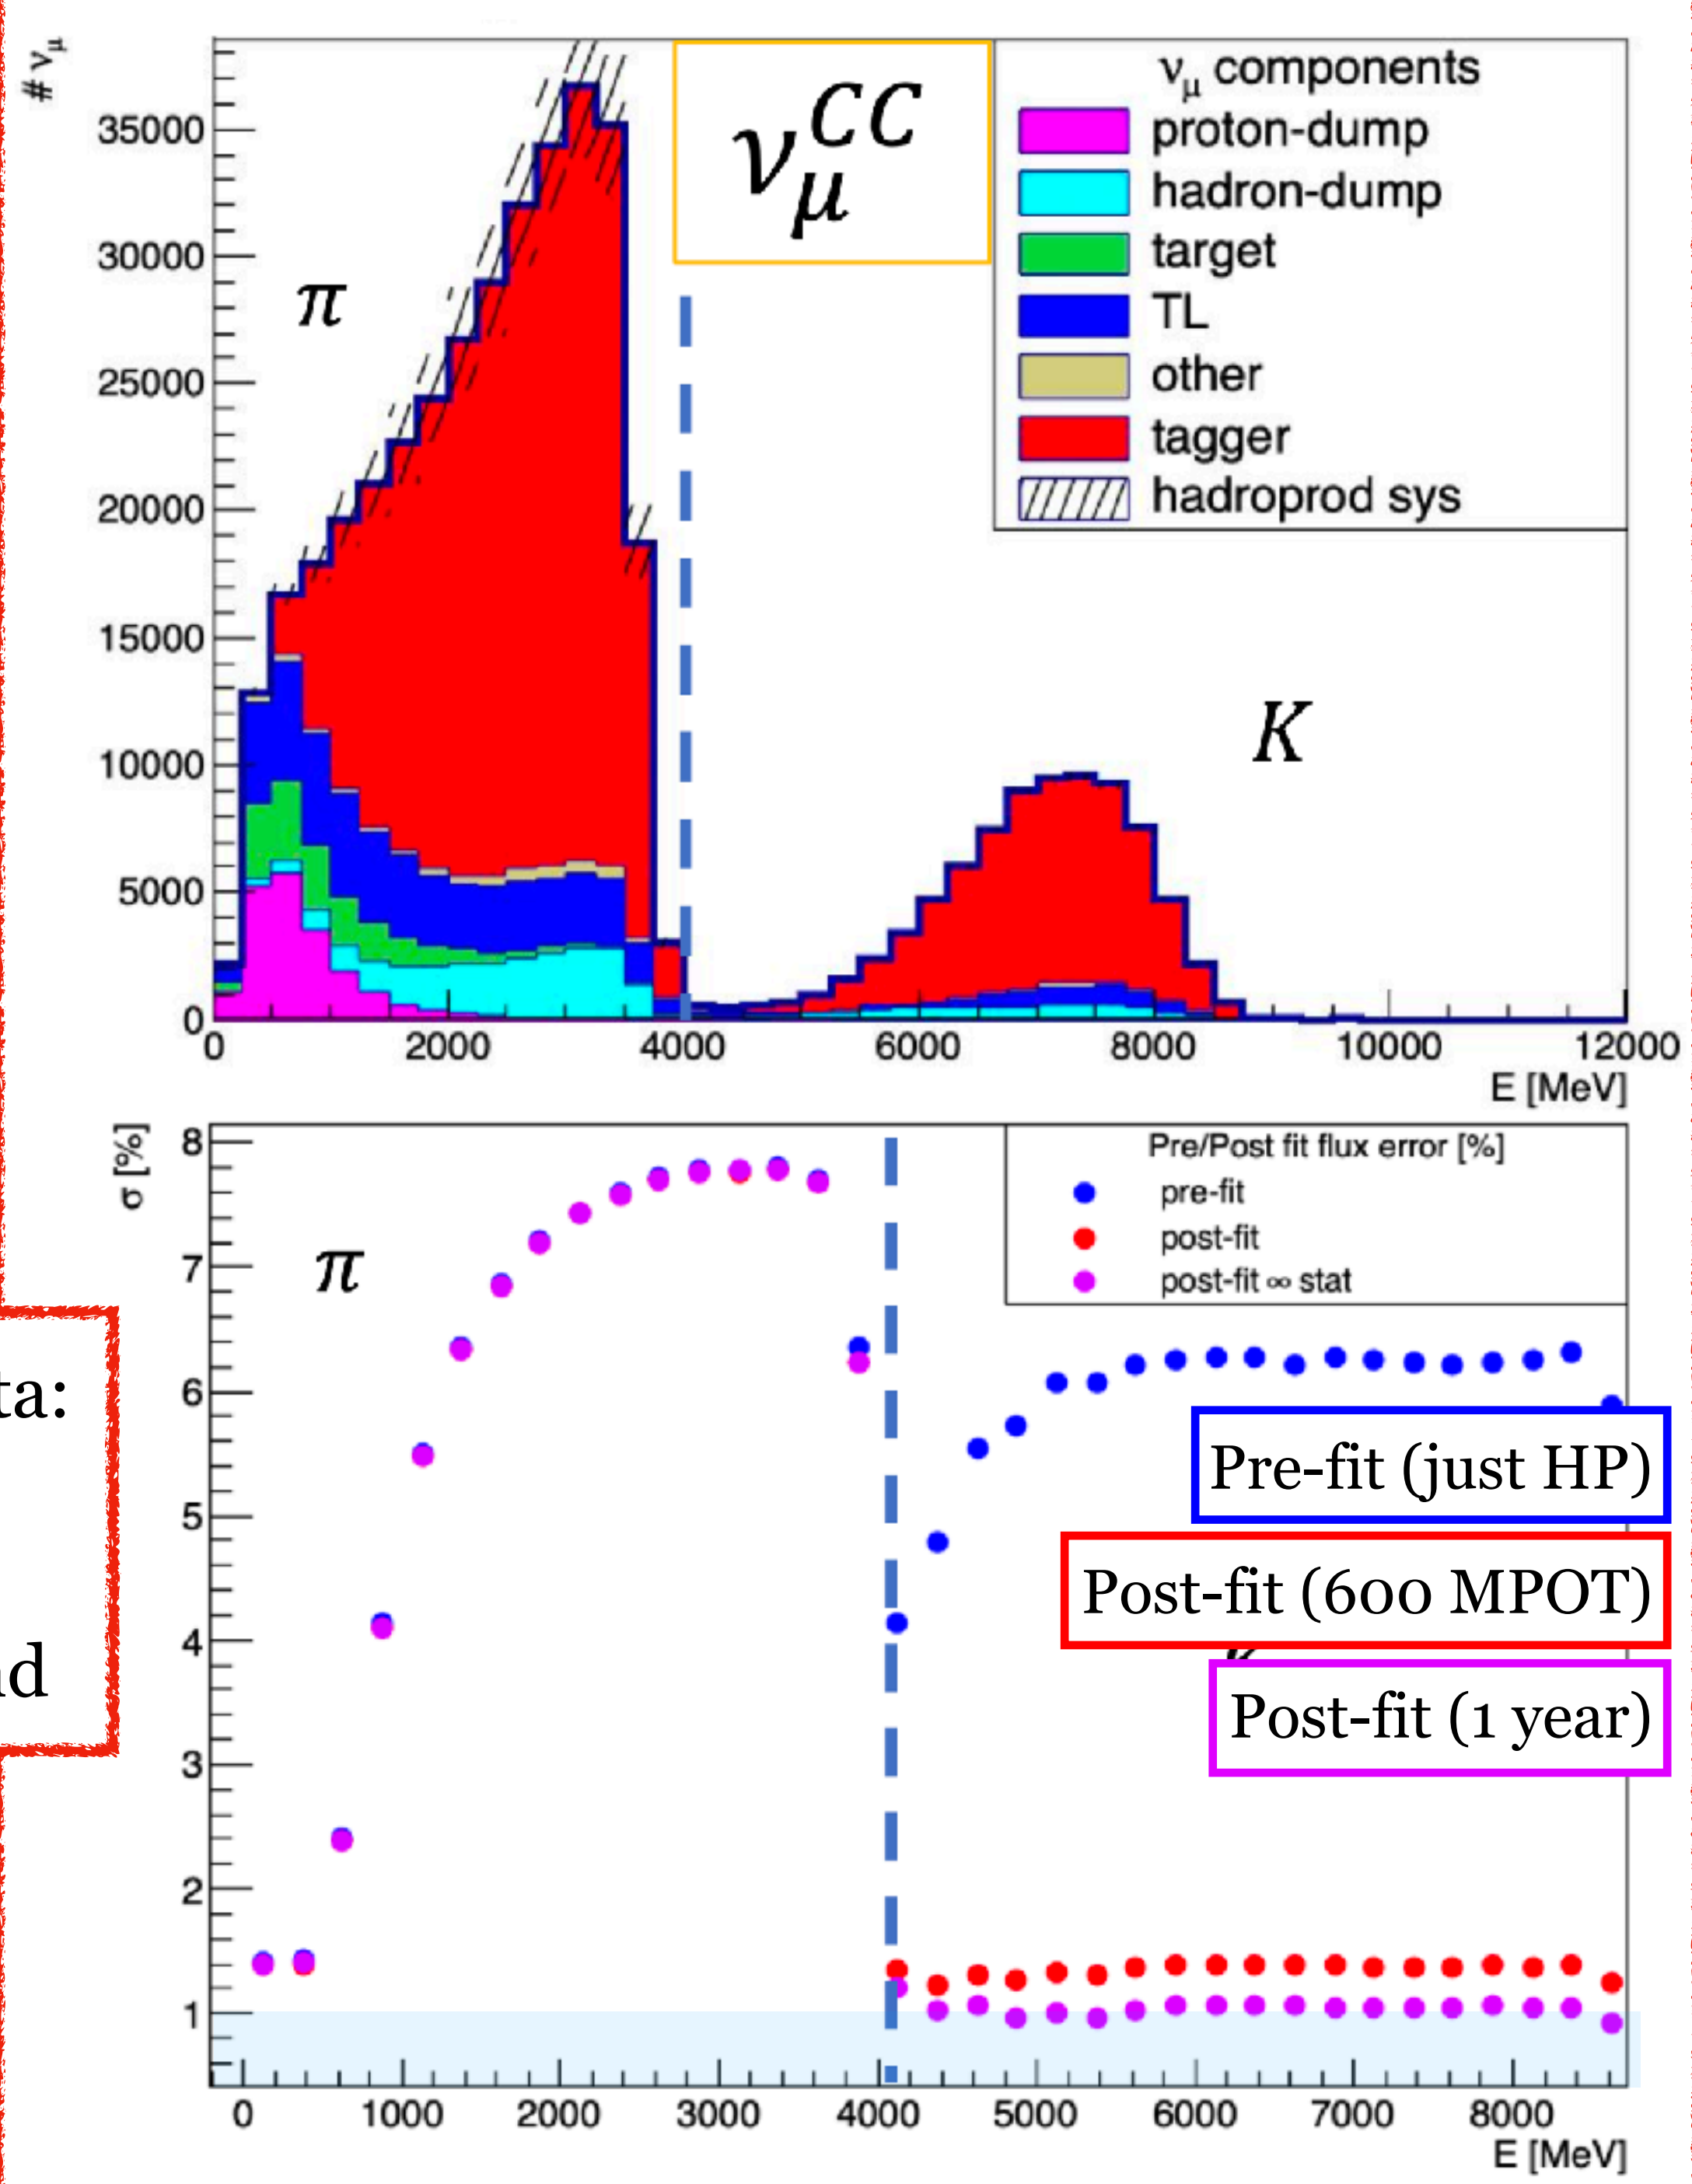 # νμ
35000
30000
25000
20000
15000
10000
5000
0
π
νμ^CC
K
νμ components
proton-dump
hadron-dump
target
TL
other
tagger
hadroprod sys
0 2000 4000 6000 8000 10000 12000
E [MeV]
σ [%]
8
7
6
5
4
3
2
1
π
Pre/Post fit flux error [%]
pre-fit
post-fit
post-fit ∞ stat
Pre-fit (just HP)
Post-fit (600 MPOT)
Post-fit (1 year)
0 1000 2000 3000 4000 5000 6000 7000 8000
E [MeV]
ta:
d